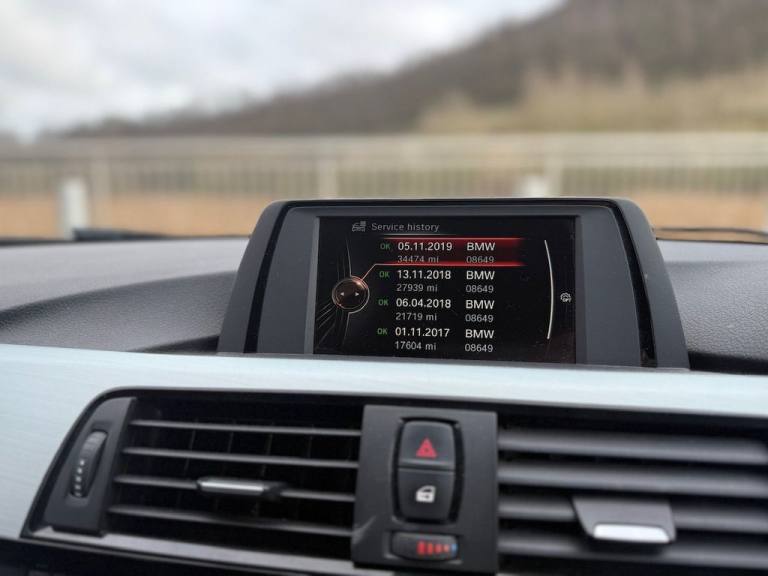 Service history
OK 05.11.2019 BMW
34474 mi 08649
OK 13.11.2018 BMW
27939 mi 08649
OK 06.04.2018 BMW
21719 mi 08649
OK 01.11.2017 BMW
17604 mi 08649